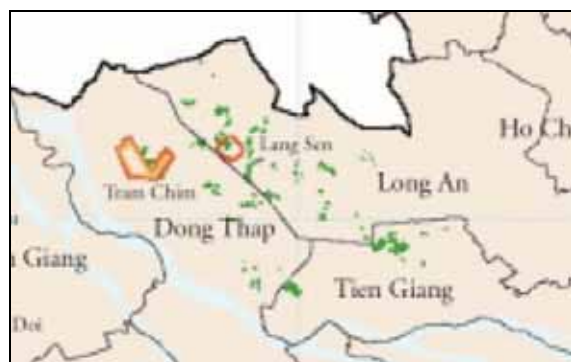 Ho Ch
Lang Sen
Tram Chim
Long An
Dong Thap
Giang
Tien Giang
Doi